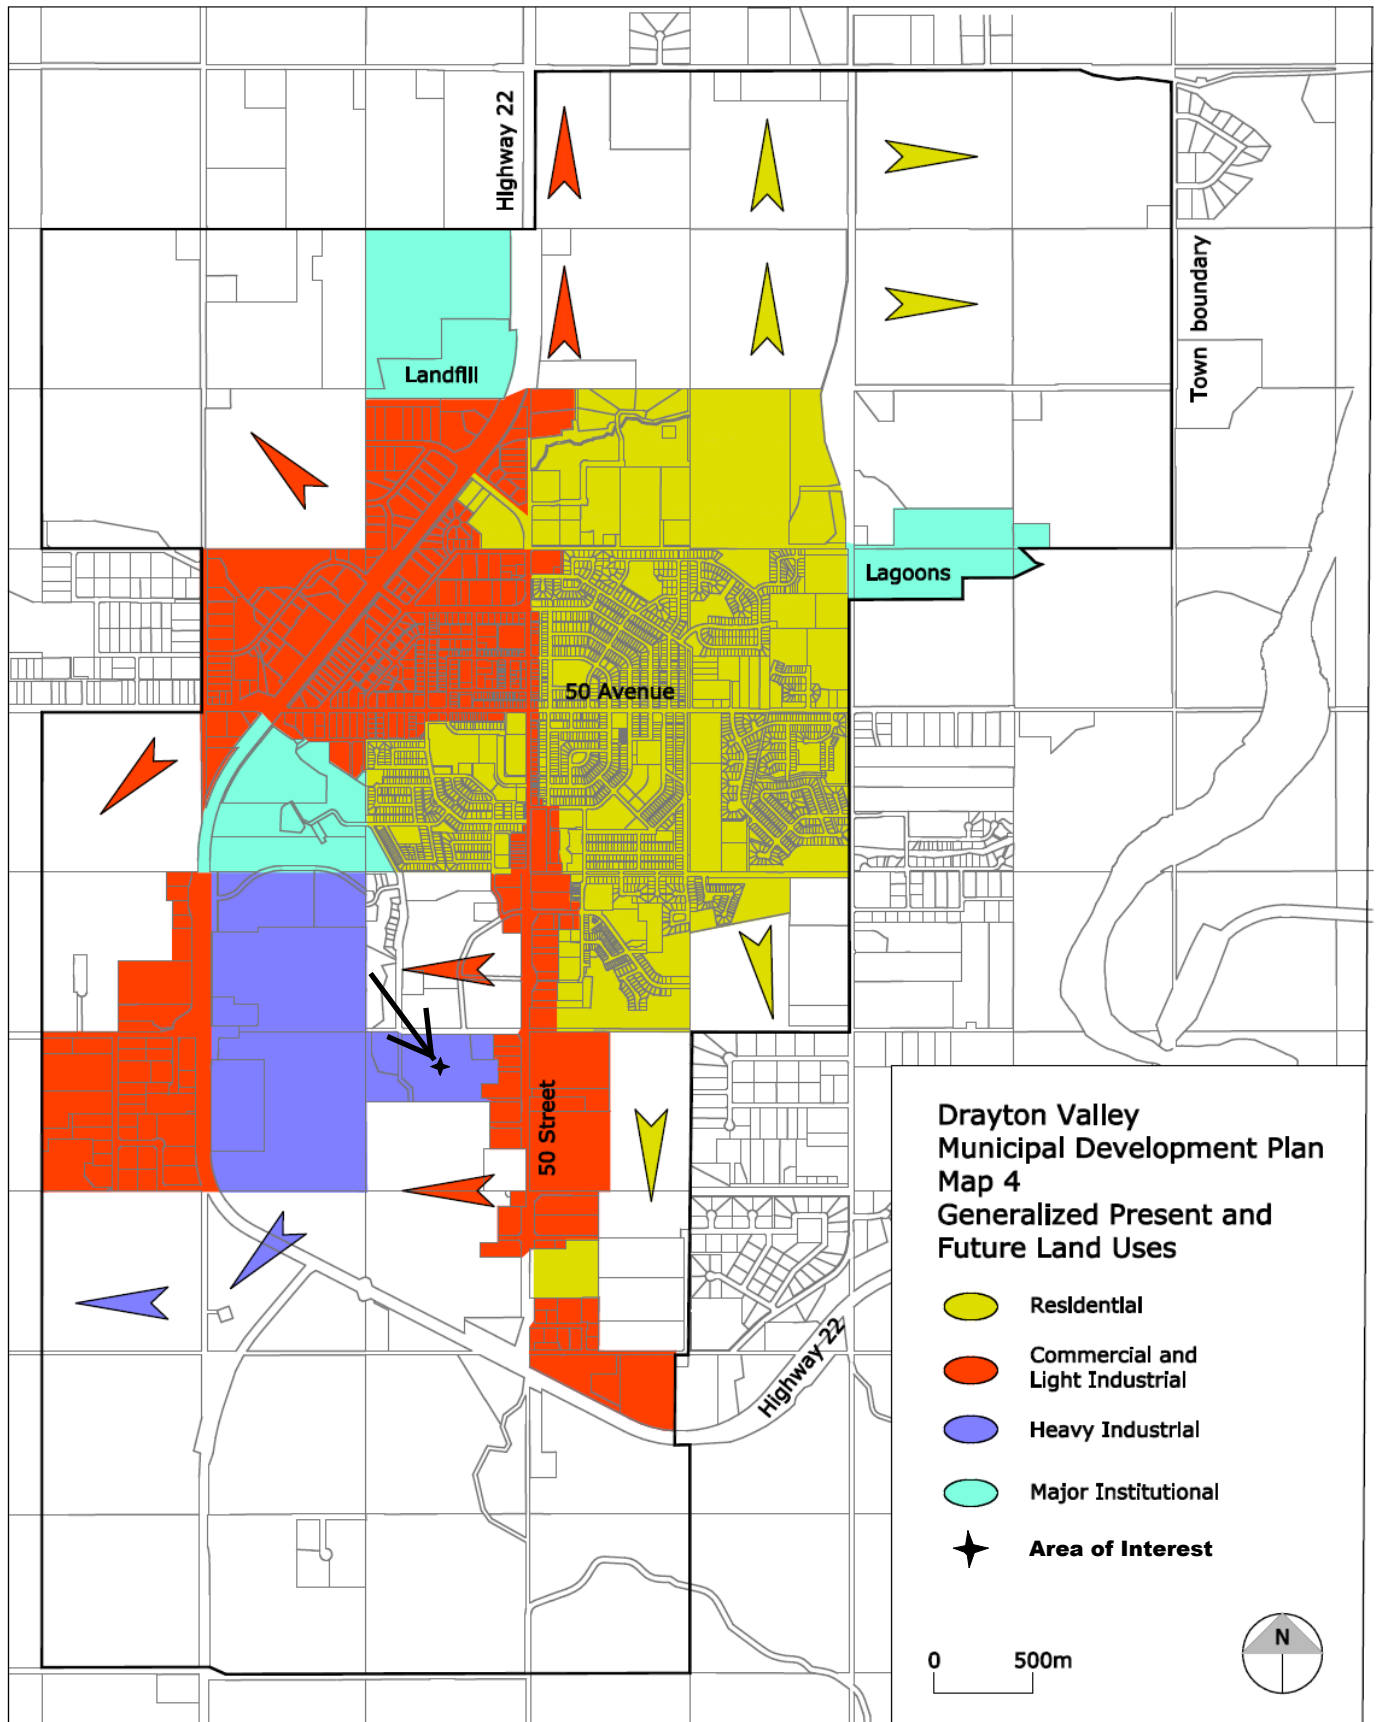 Highway 22
Town boundary
Landfill
Lagoons
50 Avenue
50 Street
Highway 22
Drayton Valley
Municipal Development Plan
Map 4
Generalized Present and
Future Land Uses
Residential
Commercial and
Light Industrial
Heavy Industrial
Major Institutional
Area of Interest
0 500m
N